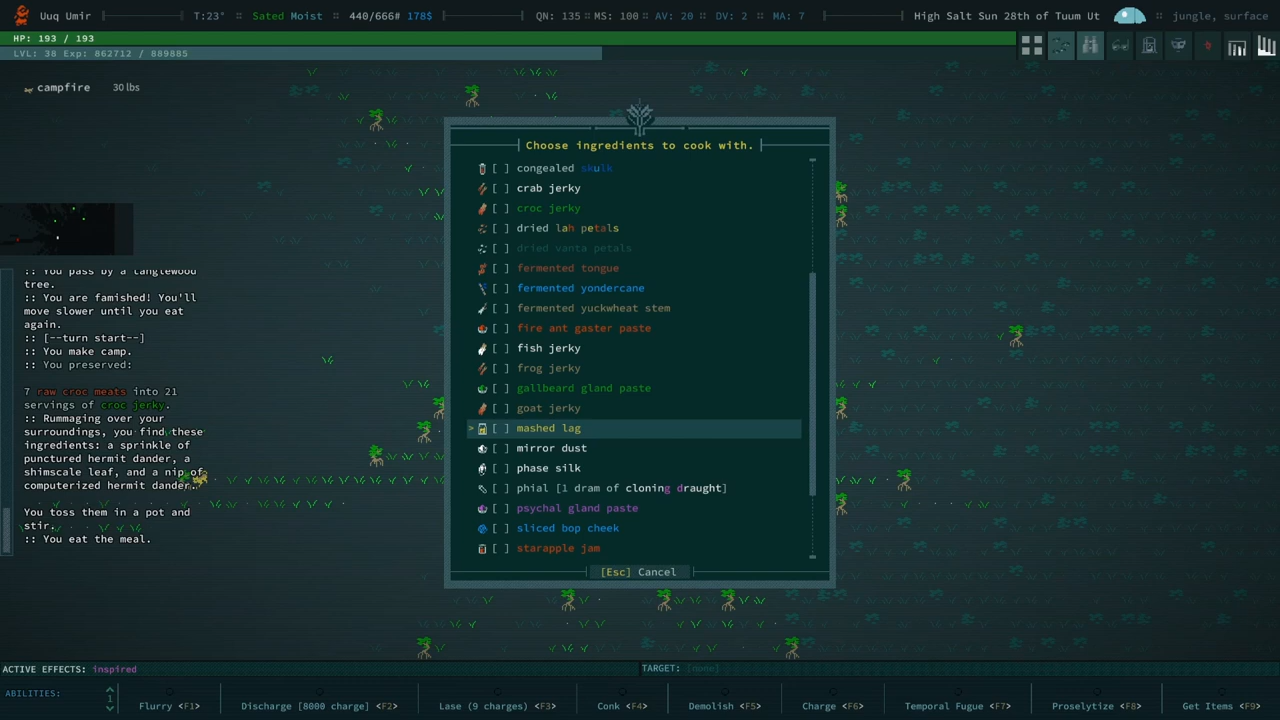 Uuq Umir T:23° :: Sated Moist :: 440/666# 178$ QN: 135 :: MS: 100 :: AV: 20 :: DV: 2 :: MA: 7 High Salt Sun 28th of Tuum Ut :: jungle, surface
HP: 193 / 193
LVL: 38 Exp: 862712 / 889885
campfire 30 lbs
:: You pass by a tanglewood
tree.
:: You are famished! You'll
move slower until you eat
again.
:: [--turn start--]
:: You make camp.
:: You preserved:
7 raw croc meats into 21
servings of croc jerky.
:: Rummaging over your
surroundings, you find these
ingredients: a sprinkle of
punctured hermit dander, a
shimscale leaf, and a nip of
computerized hermit dander.
You toss them in a pot and
stir.
:: You eat the meal.
Choose ingredients to cook with.
[ ] congealed skulk
[ ] crab jerky
[ ] croc jerky
[ ] dried lah petals
[ ] dried vanta petals
[ ] fermented tongue
[ ] fermented yondercane
[ ] fermented yuckwheat stem
[ ] fire ant gaster paste
[ ] fish jerky
[ ] frog jerky
[ ] gallbeard gland paste
[ ] goat jerky
> [ ] mashed lag
[ ] mirror dust
[ ] phase silk
[ ] phial [1 dram of cloning draught]
[ ] psychal gland paste
[ ] sliced bop cheek
[ ] starapple jam
[Esc] Cancel
ACTIVE EFFECTS: inspired TARGET: [none]
ABILITIES: 1 Flurry <F1> Discharge [8000 charge] <F2> Lase (9 charges) <F3> Conk <F4> Demolish <F5> Charge <F6> Temporal Fugue <F7> Proselytize <F8> Get Items <F9>